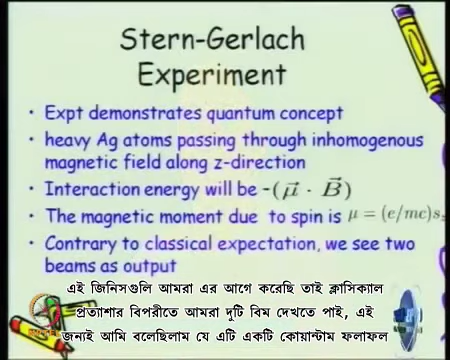 Stern-Gerlach
Experiment
• Expt demonstrates quantum concept
• heavy Ag atoms passing through inhomogenous
magnetic field along z-direction
• Interaction energy will be -(μ⃗ · B⃗)
• The magnetic moment due to spin is μ = (e/mc)s
• Contrary to classical expectation, we see two
beams as output
এই জিনিসগুলি আমরা এর আগে করেছি তাই ক্লাসিক্যাল
প্রত্যাশার বিপরীতে আমরা দুটি বিম দেখতে পাই, এই
জন্যই আমি বলেছিলাম যে এটি একটি কোয়ান্টাম ফলাফল